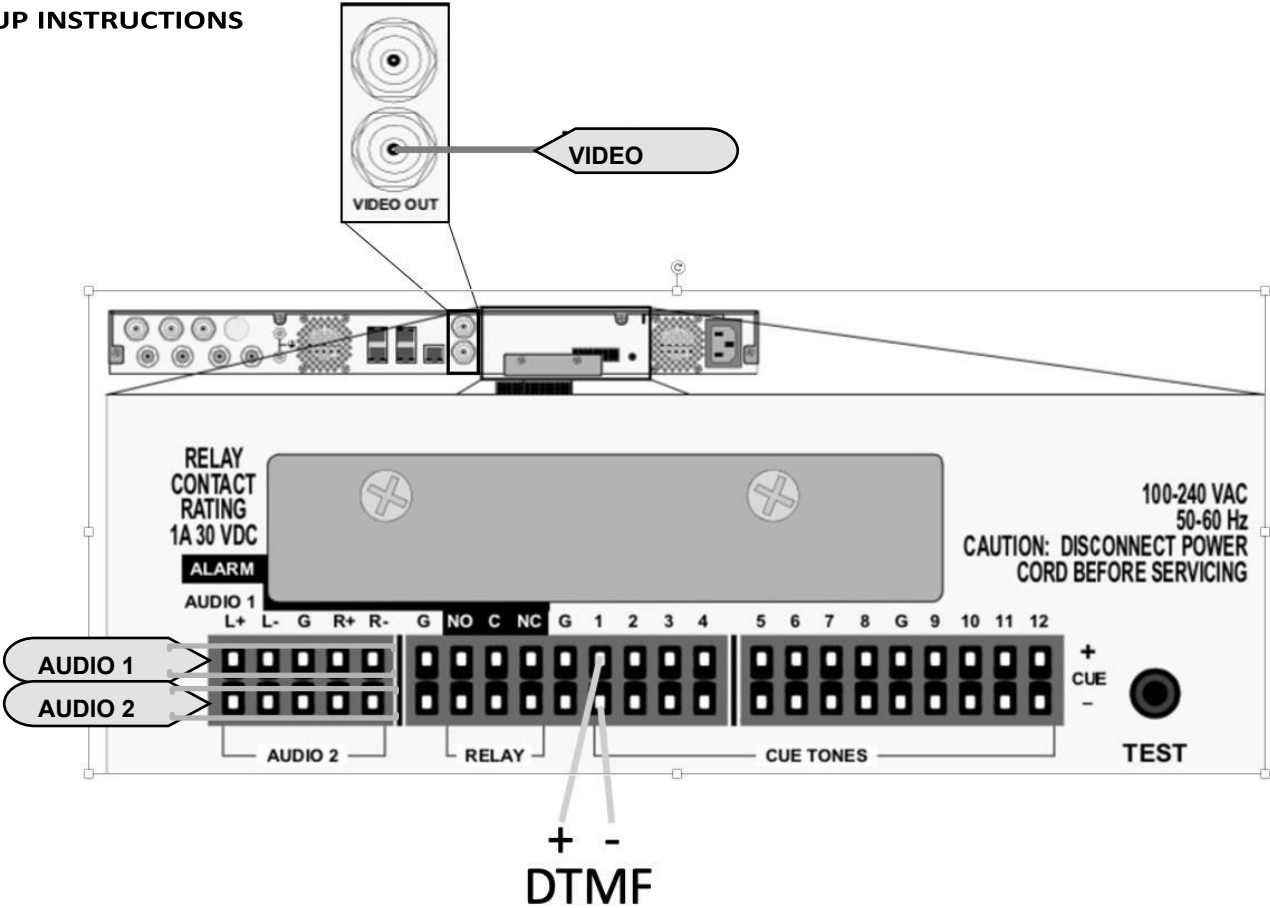 UP INSTRUCTIONS
VIDEO
VIDEO OUT
RELAY
CONTACT
RATING
1A 30 VDC
100-240 VAC
50-60 Hz
CAUTION: DISCONNECT POWER
CORD BEFORE SERVICING
ALARM
AUDIO 1
L+ L- G R+ R- G NO C NC G 1 2 3 4 5 6 7 8 G 9 10 11 12
AUDIO 1
AUDIO 2
+
CUE
-
AUDIO 2 RELAY CUE TONES TEST
+ -
DTMF